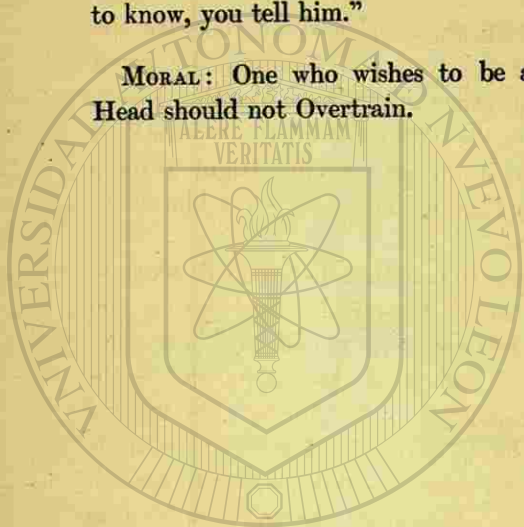 to know, you tell him."
MORAL: One who wishes to be a
Head should not Overtrain.
UNIVERSIDAD AUTONOMA DE NUEVO LEON
ALERE FLAMMAM
VERITATIS